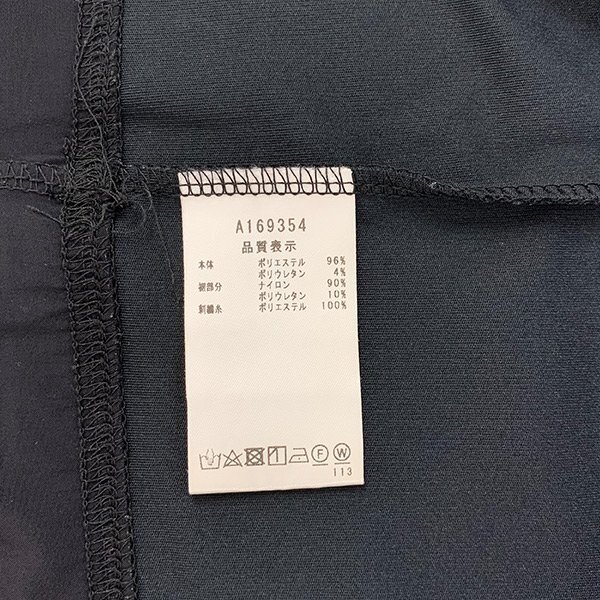 A169354
品質表示
本体 ポリエステル 96%
ポリウレタン 4%
裾部分 ナイロン 90%
ポリウレタン 10%
刺繍糸 ポリエステル 100%
F W
113